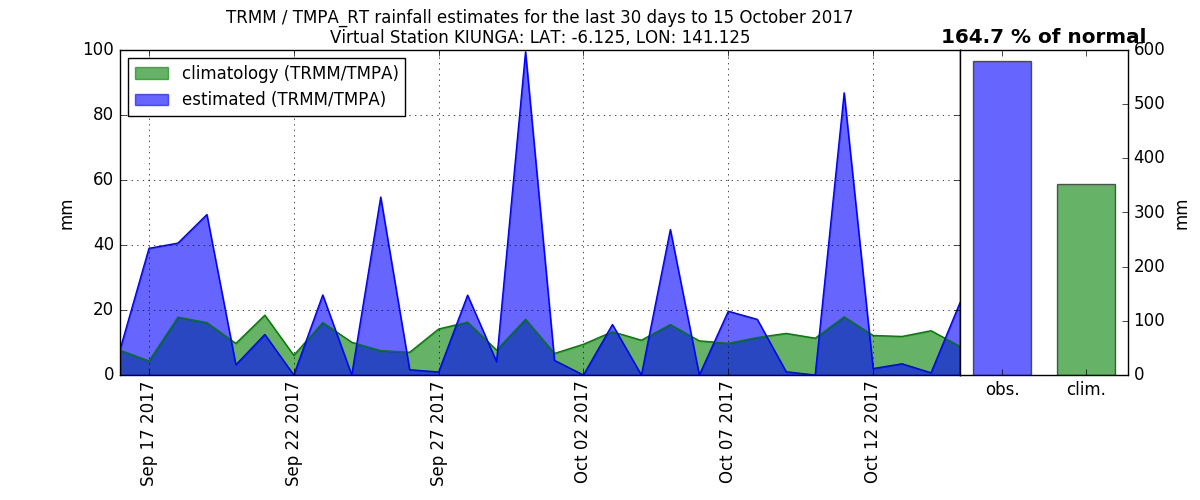 TRMM / TMPA_RT rainfall estimates for the last 30 days to 15 October 2017
Virtual Station KIUNGA: LAT: -6.125, LON: 141.125
164.7 % of normal
climatology (TRMM/TMPA)
estimated (TRMM/TMPA)
100
80
60
40
20
0
mm
Sep 17 2017
Sep 22 2017
Sep 27 2017
Oct 02 2017
Oct 07 2017
Oct 12 2017
600
500
400
300
200
100
0
mm
obs.
clim.